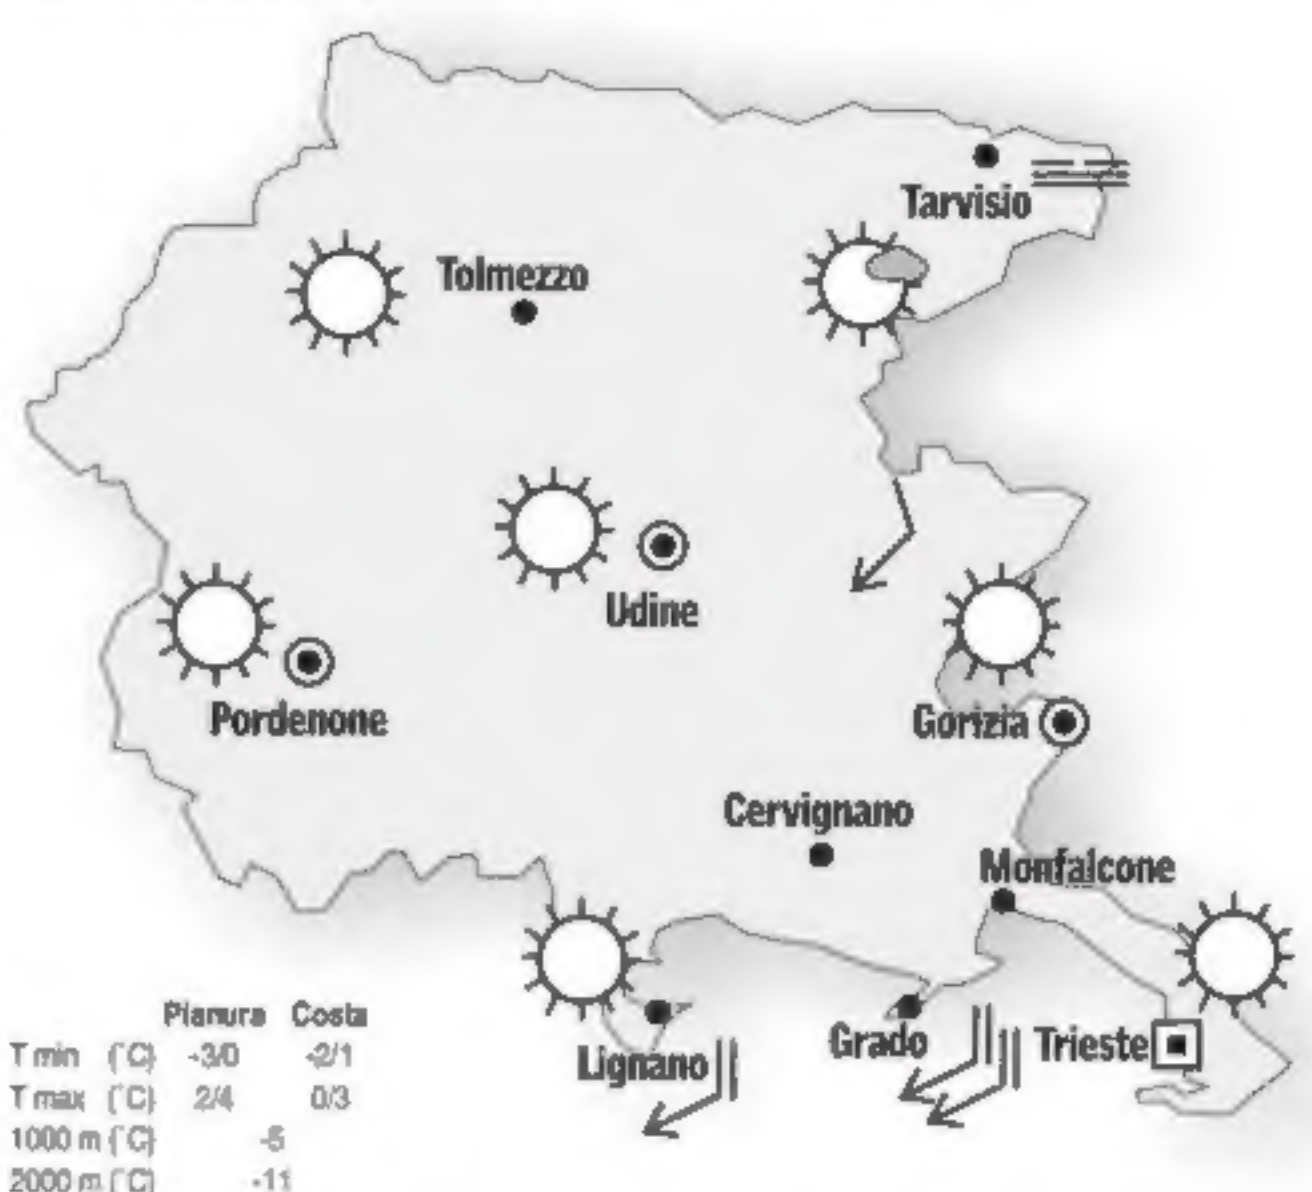 Tarvisio
Tolmezzo
Udine
Pordenone
Gorizia
Cervignano
Monfalcone
Grado
Trieste
Lignano
Pianura Costa
T min (°C) -3/0 -2/1
T max (°C) 2/4 0/3
1000 m (°C) -5
2000 m (°C) -11